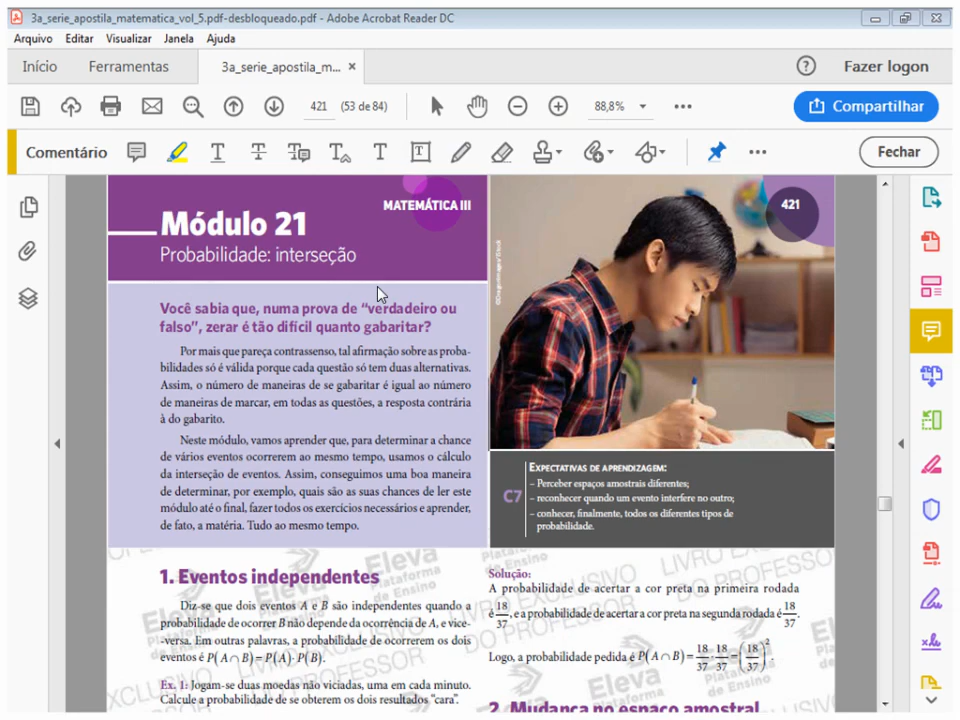 3a_serie_apostila_matematica_vol_5.pdf-desbloqueado.pdf - Adobe Acrobat Reader DC
Arquivo Editar Visualizar Janela Ajuda
Início Ferramentas 3a_serie_apostila_m... × Fazer logon
421 (53 de 84) 88,8% Compartilhar
Comentário Fechar
MATEMÁTICA III
Módulo 21
Probabilidade: interseção
421
Você sabia que, numa prova de “verdadeiro ou
falso”, zerar é tão difícil quanto gabaritar?
Por mais que pareça contrassenso, tal afirmação sobre as proba-
bilidades só é válida porque cada questão só tem duas alternativas.
Assim, o número de maneiras de se gabaritar é igual ao número
de maneiras de marcar, em todas as questões, a resposta contrária
à do gabarito.
Neste módulo, vamos aprender que, para determinar a chance
de vários eventos ocorrerem ao mesmo tempo, usamos o cálculo
da interseção de eventos. Assim, conseguimos uma boa maneira
de determinar, por exemplo, quais são as suas chances de ler este
módulo até o final, fazer todos os exercícios necessários e aprender,
de fato, a matéria. Tudo ao mesmo tempo.
C7
EXPECTATIVAS DE APRENDIZAGEM:
– Perceber espaços amostrais diferentes;
– reconhecer quando um evento interfere no outro;
– conhecer, finalmente, todos os diferentes tipos de
probabilidade.
1. Eventos independentes
Diz-se que dois eventos A e B são independentes quando a
probabilidade de ocorrer B não depende da ocorrência de A, e vice-
-versa. Em outras palavras, a probabilidade de ocorrerem os dois
eventos é P(A ∩ B) = P(A) · P(B).
Ex. 1: Jogam-se duas moedas não viciadas, uma em cada minuto.
Calcule a probabilidade de se obterem os dois resultados “cara”.
Solução:
A probabilidade de acertar a cor preta na primeira rodada
é 18/37, e a probabilidade de acertar a cor preta na segunda rodada é 18/37.
Logo, a probabilidade pedida é P(A ∩ B) = 18/37 · 18/37 = (18/37)²
2. Mudança no espaço amostral
Eleva
Plataforma
de Ensino
LIVRO EXCLUSIVO
DO PROFESSOR